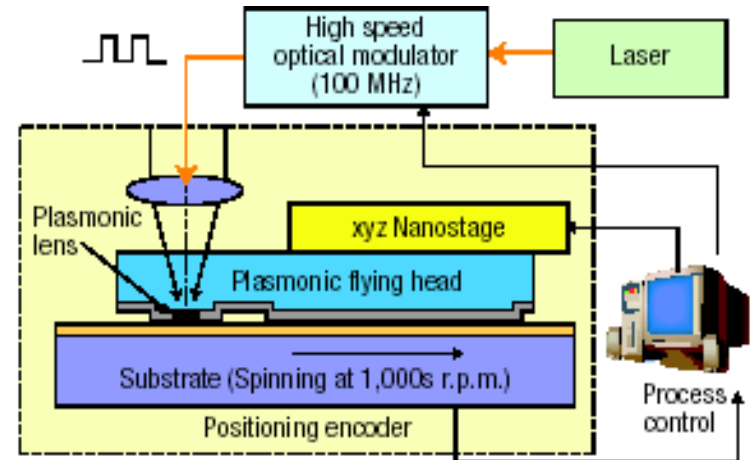 High speed
optical modulator
(100 MHz)
Laser
Plasmonic
lens
xyz Nanostage
Plasmonic flying head
Substrate (Spinning at 1,000s r.p.m.)
Positioning encoder
Process
control